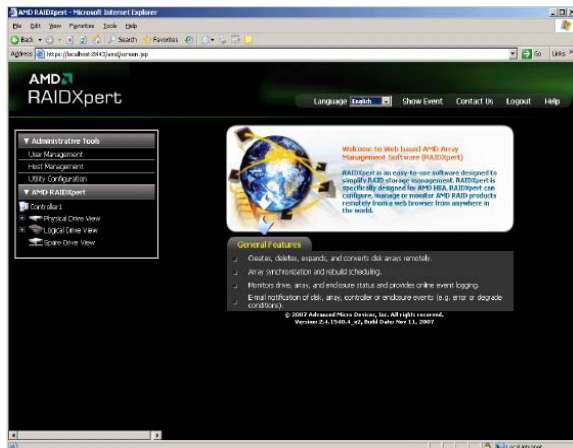 AMD RAIDXpert - Microsoft Internet Explorer
File Edit View Favorites Tools Help
Back Search Favorites
Address https://localhost:8443/amd/screen.jsp Go Links
AMD
RAIDXpert
Language English Show Event Contact Us Logout Help
Administrative Tools
User Management
Host Management
Utility Configuration
AMD RAIDXpert
Controller1
Physical Drive View
Logical Drive View
Spare Drive View
Welcome to Web based AMD Array
Management Software (RAIDXpert)
RAIDXpert is an easy-to-use software designed to
simplify RAID storage management. RAIDXpert is
specifically designed for AMD HBA. RAIDXpert can
configure, manage or monitor AMD RAID products
remotely from a web browser from anywhere in
the world.
General Features
Creates, deletes, expands, and converts disk arrays remotely.
Array synchronization and rebuild scheduling.
Monitors drive, array, and enclosure status and provides online event logging.
E-mail notification of disk, array, controller or enclosure events (e.g. error or degrade
conditions).
© 2007 Advanced Micro Devices, Inc. All rights reserved.
Version: 2.4.1540.4_x2, Build Date: Nov 11, 2007
Local intranet